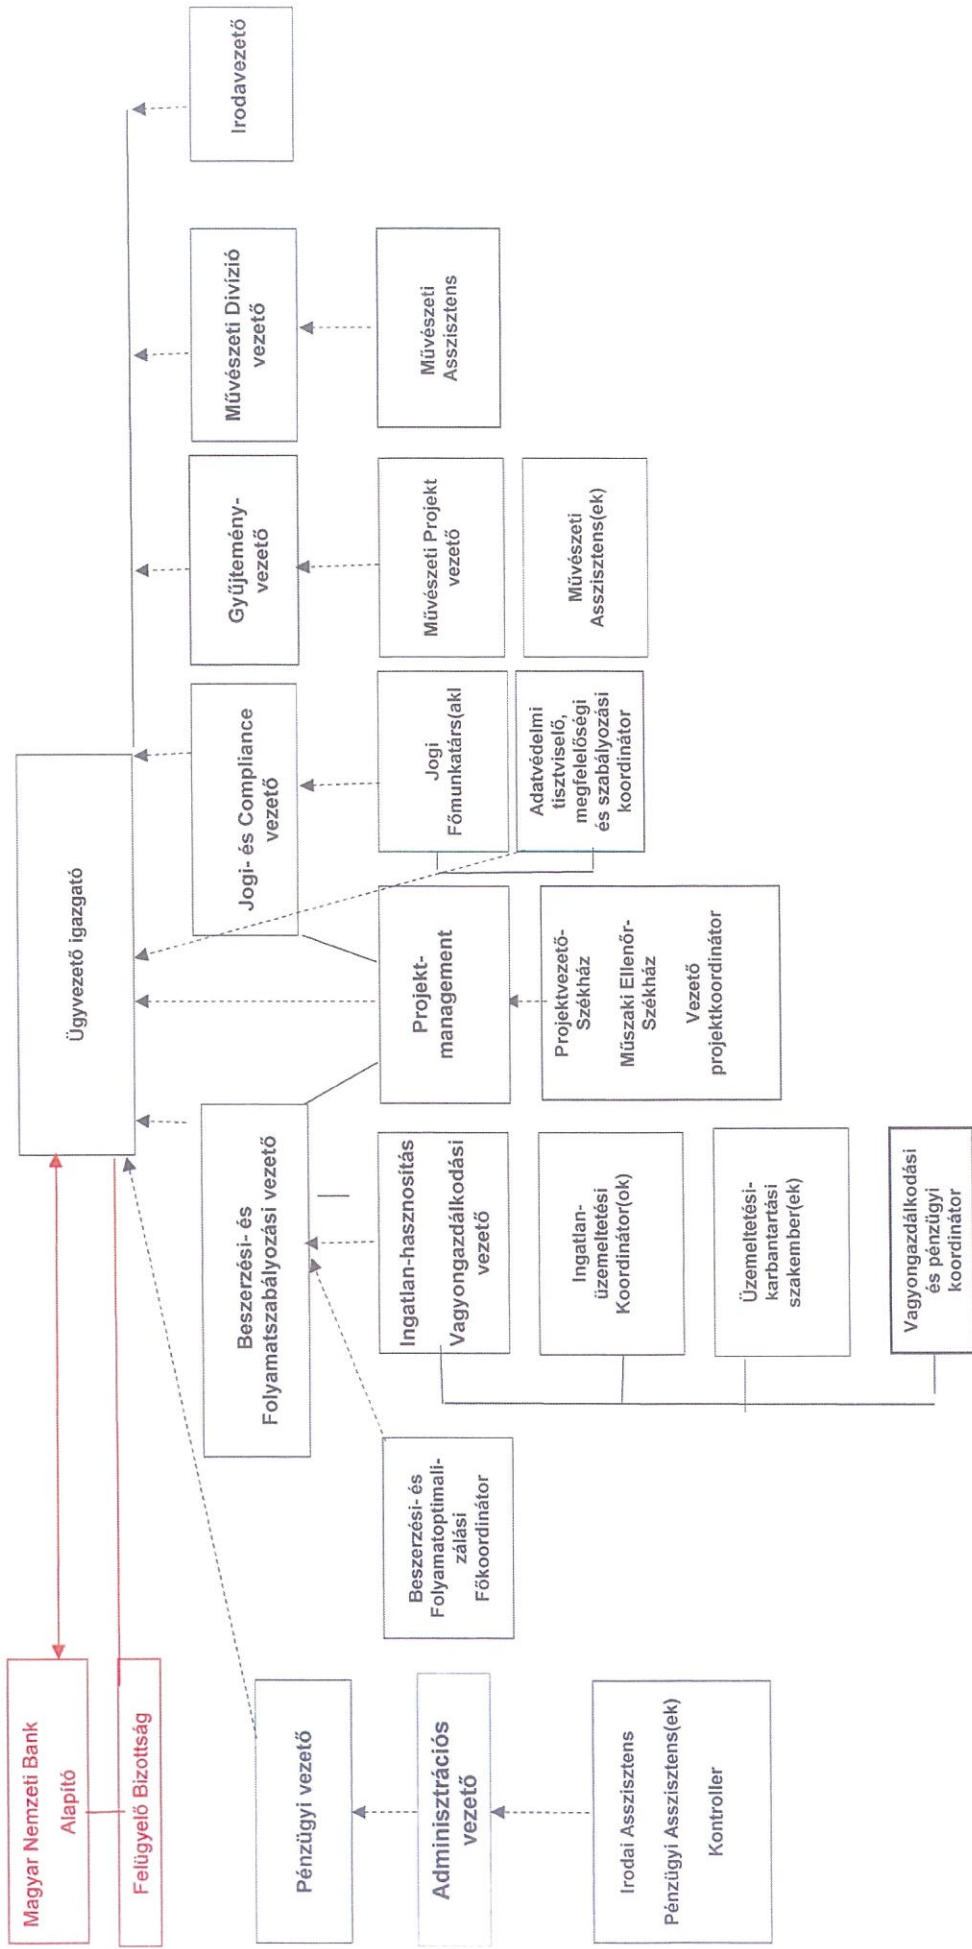 Magyar Nemzeti Bank
Alapító
Felügyelő Bizottság
Ügyvezető igazgató
Pénzügyi vezető
Adminisztrációs
vezető
Irodai Asszisztens
Pénzügyi Asszisztens(ek)
Kontroller
Beszerzési- és
Folyamatszabályozási vezető
Beszerzési- és
Folyamatoptimali-
zálási
Főkoordinátor
Ingatlan-hasznosítás
Vagyongazdálkodási
vezető
Ingatlan-
üzemeltetési
Koordinátor(ok)
Üzemeltetési-
karbantartási
szakember(ek)
Vagyongazdálkodási
és pénzügyi
koordinátor
Projekt-
management
Projektvezető-
Székház
Műszaki Ellenőr-
Székház
Vezető
projektkoordinátor
Jogi- és Compliance
vezető
Jogi
Főmunkatárs(akl
Adatvédelmi
tisztviselő,
megfelelőségi
és szabályozási
koordinátor
Gyűjtemény-
vezető
Művészeti Projekt
vezető
Művészeti
Asszisztens(ek)
Művészeti Divízió
vezető
Művészeti
Asszisztens
Irodavezető